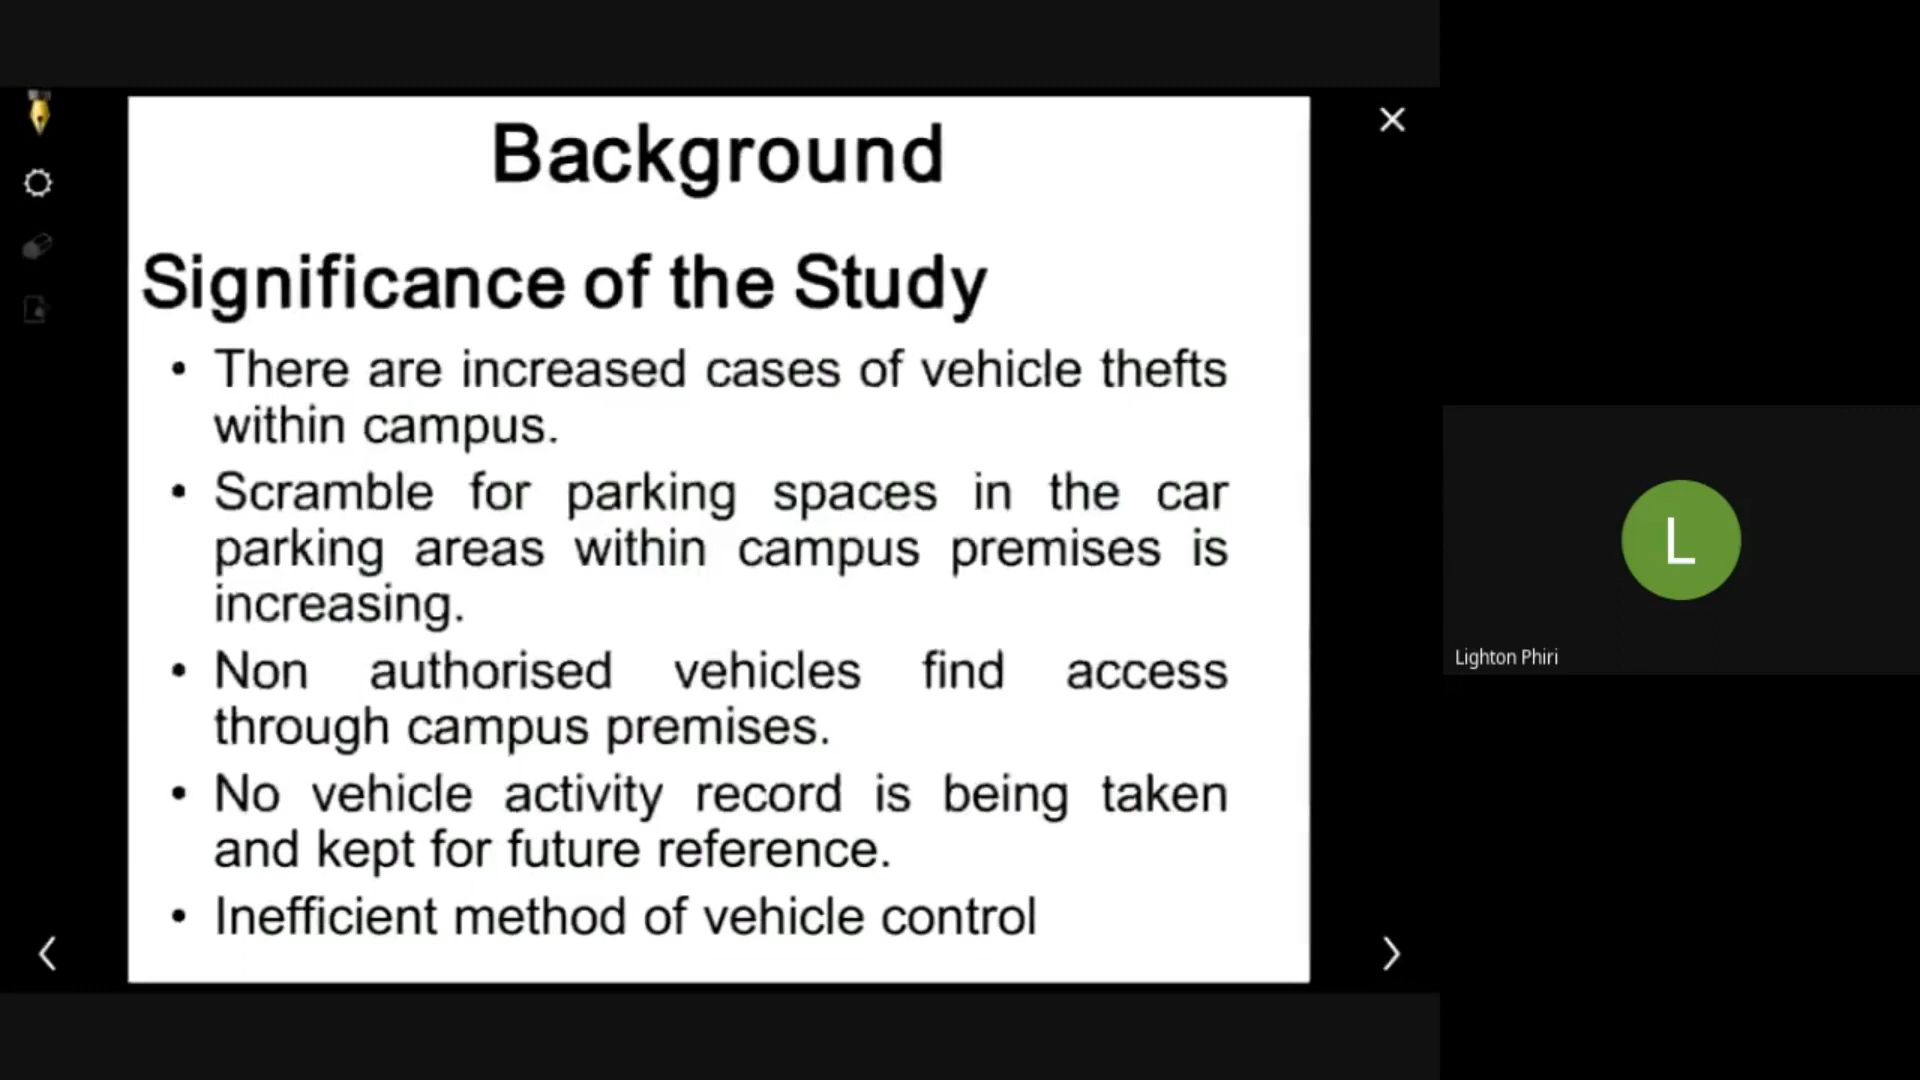 Background
Significance of the Study
• There are increased cases of vehicle thefts
within campus.
• Scramble for parking spaces in the car
parking areas within campus premises is
increasing.
• Non authorised vehicles find access
through campus premises.
• No vehicle activity record is being taken
and kept for future reference.
• Inefficient method of vehicle control
L
Lighton Phiri